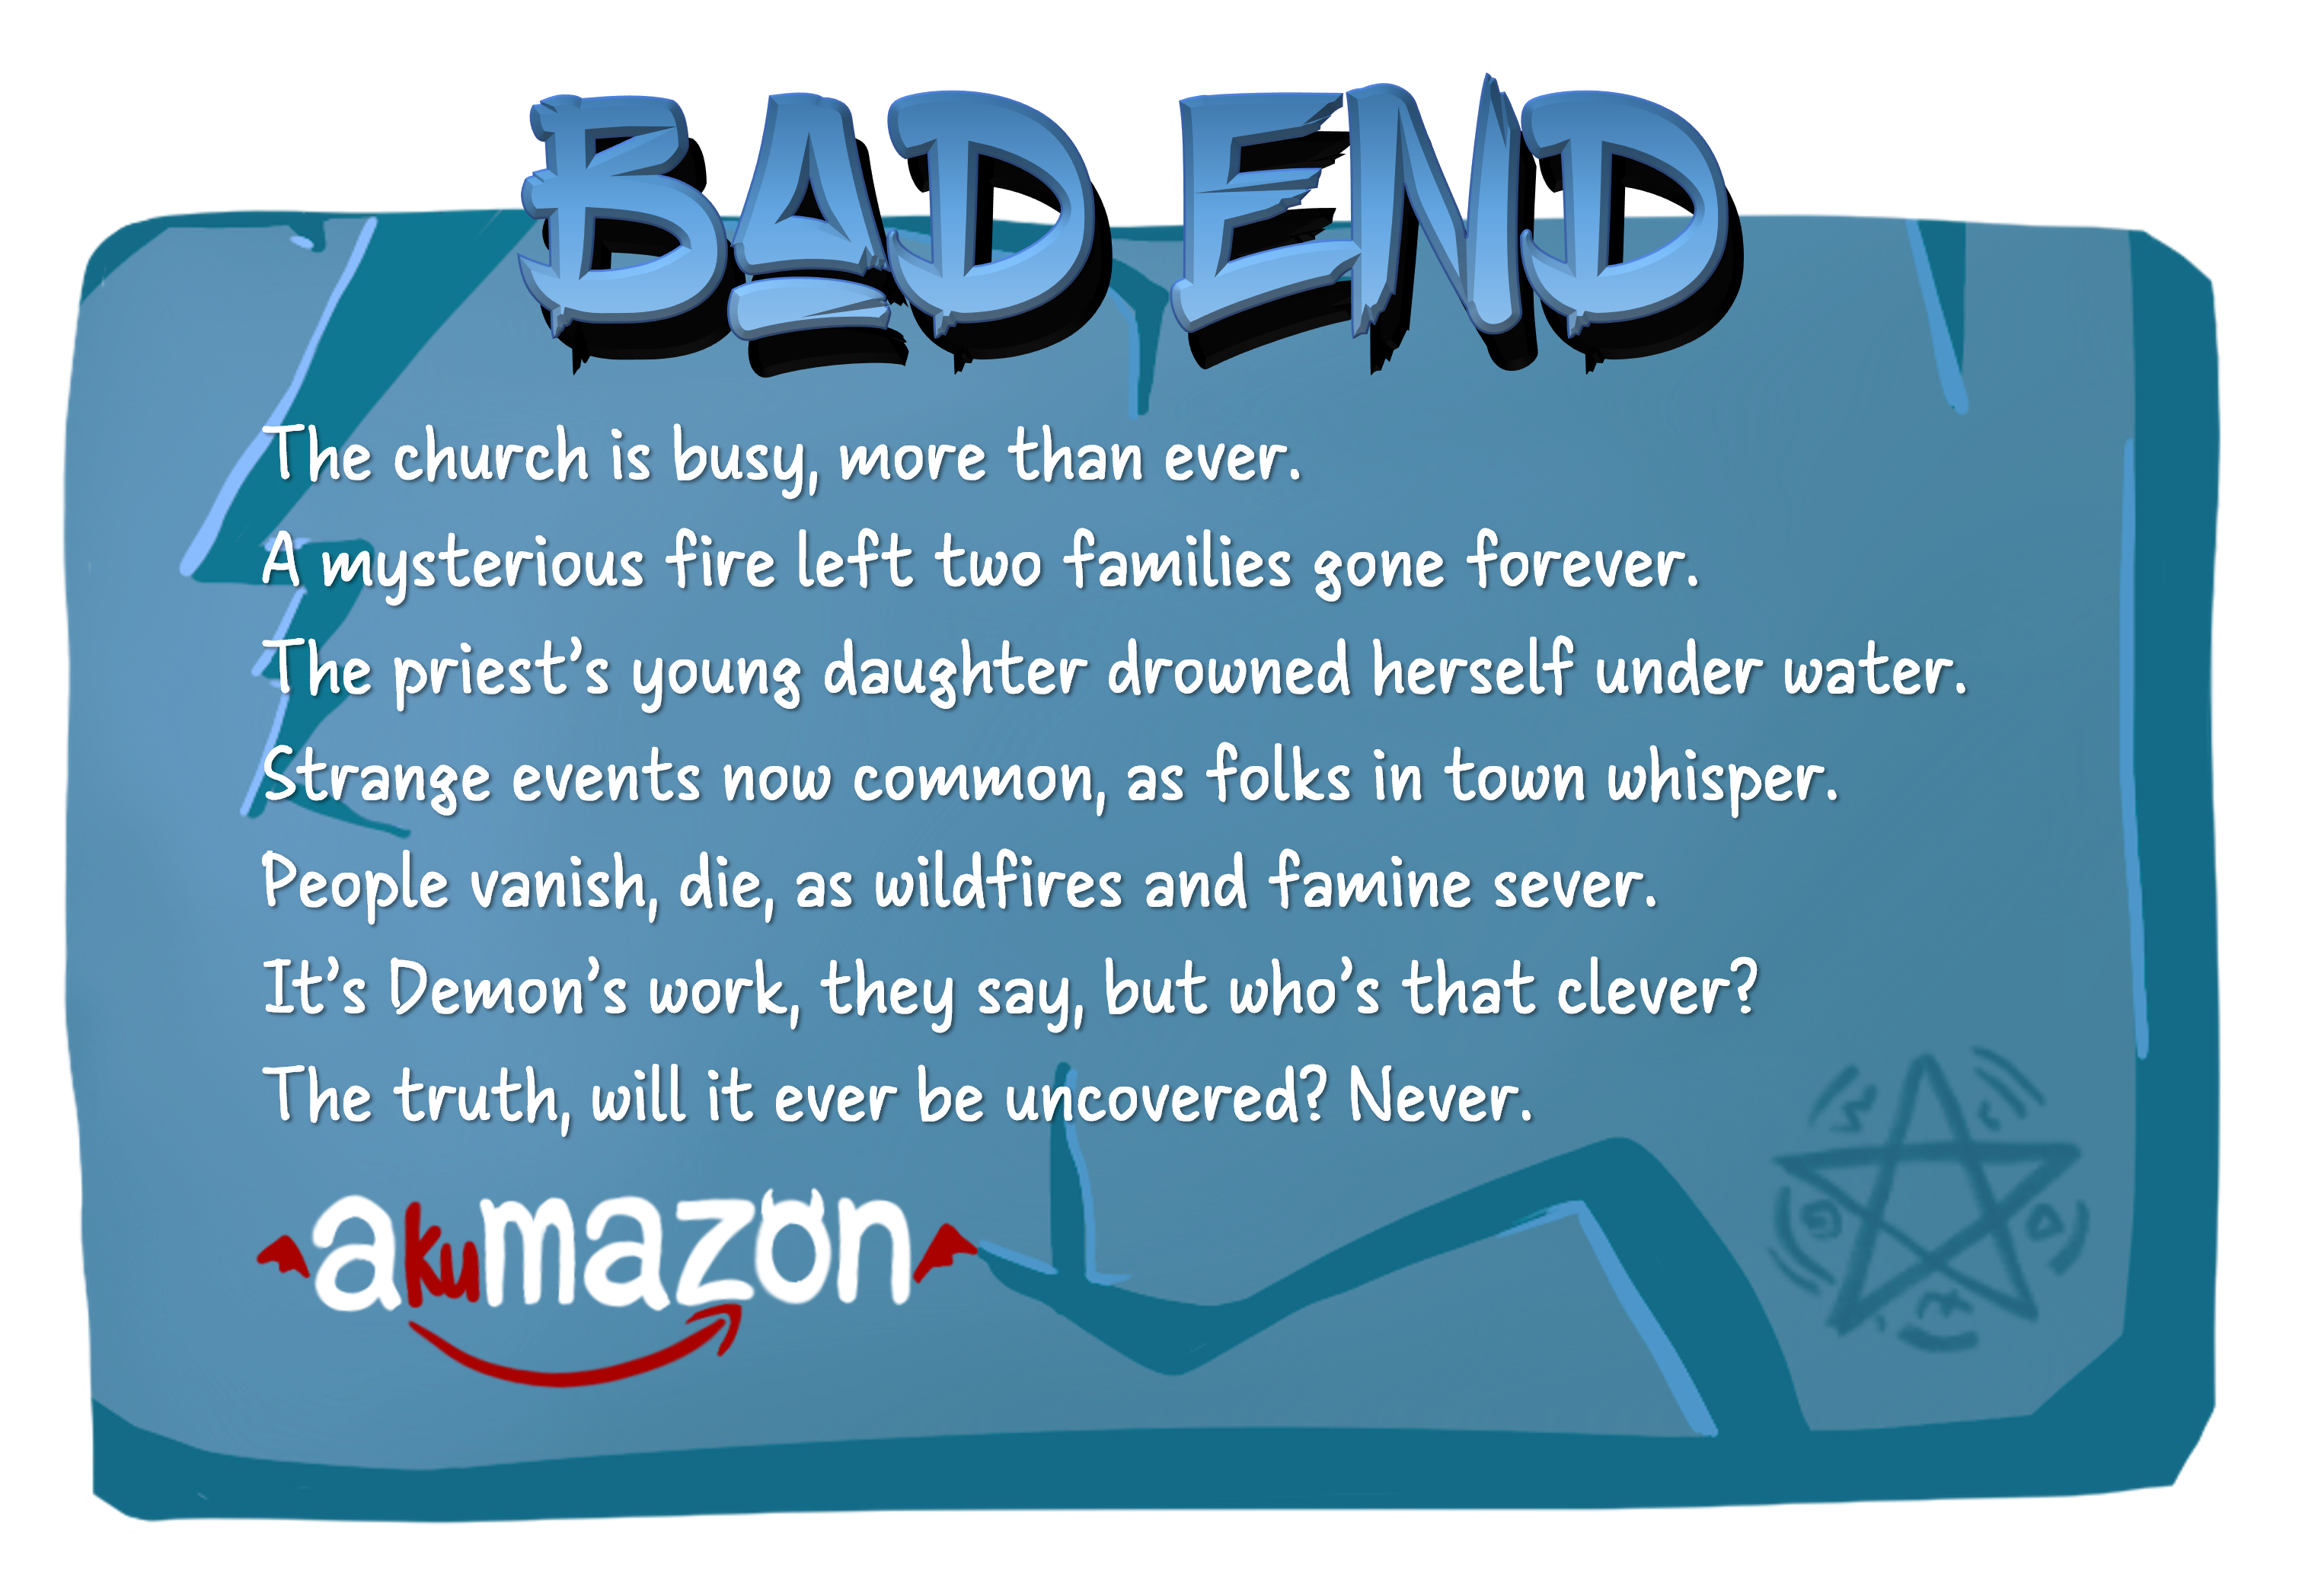 BAD END
The church is busy, more than ever.
A mysterious fire left two families gone forever.
The priest's young daughter drowned herself under water.
Strange events now common, as folks in town whisper.
People vanish, die, as wildfires and famine sever.
It's Demon's work, they say, but who's that clever?
The truth, will it ever be uncovered? Never.
akumazon